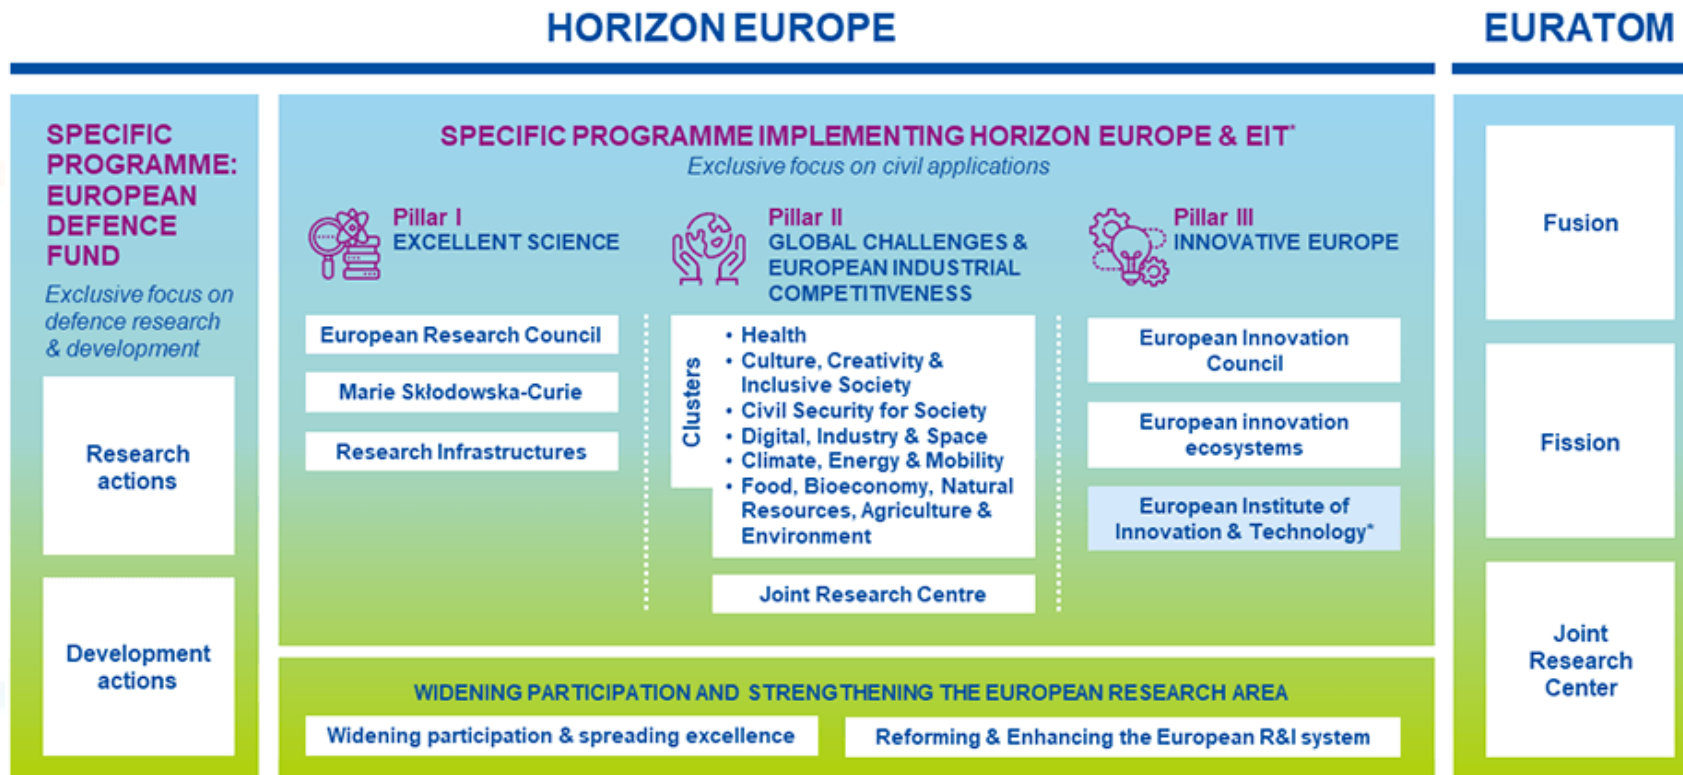 HORIZON EUROPE
EURATOM
SPECIFIC
PROGRAMME:
EUROPEAN
DEFENCE
FUND
Exclusive focus on
defence research
& development
Research
actions
Development
actions
SPECIFIC PROGRAMME IMPLEMENTING HORIZON EUROPE & EIT*
Exclusive focus on civil applications
Pillar I
EXCELLENT SCIENCE
European Research Council
Marie Skłodowska-Curie
Research Infrastructures
Pillar II
GLOBAL CHALLENGES &
EUROPEAN INDUSTRIAL
COMPETITIVENESS
Clusters
• Health
• Culture, Creativity &
Inclusive Society
• Civil Security for Society
• Digital, Industry & Space
• Climate, Energy & Mobility
• Food, Bioeconomy, Natural
Resources, Agriculture &
Environment
Joint Research Centre
Pillar III
INNOVATIVE EUROPE
European Innovation
Council
European innovation
ecosystems
European Institute of
Innovation & Technology*
WIDENING PARTICIPATION AND STRENGTHENING THE EUROPEAN RESEARCH AREA
Widening participation & spreading excellence
Reforming & Enhancing the European R&I system
Fusion
Fission
Joint
Research
Center